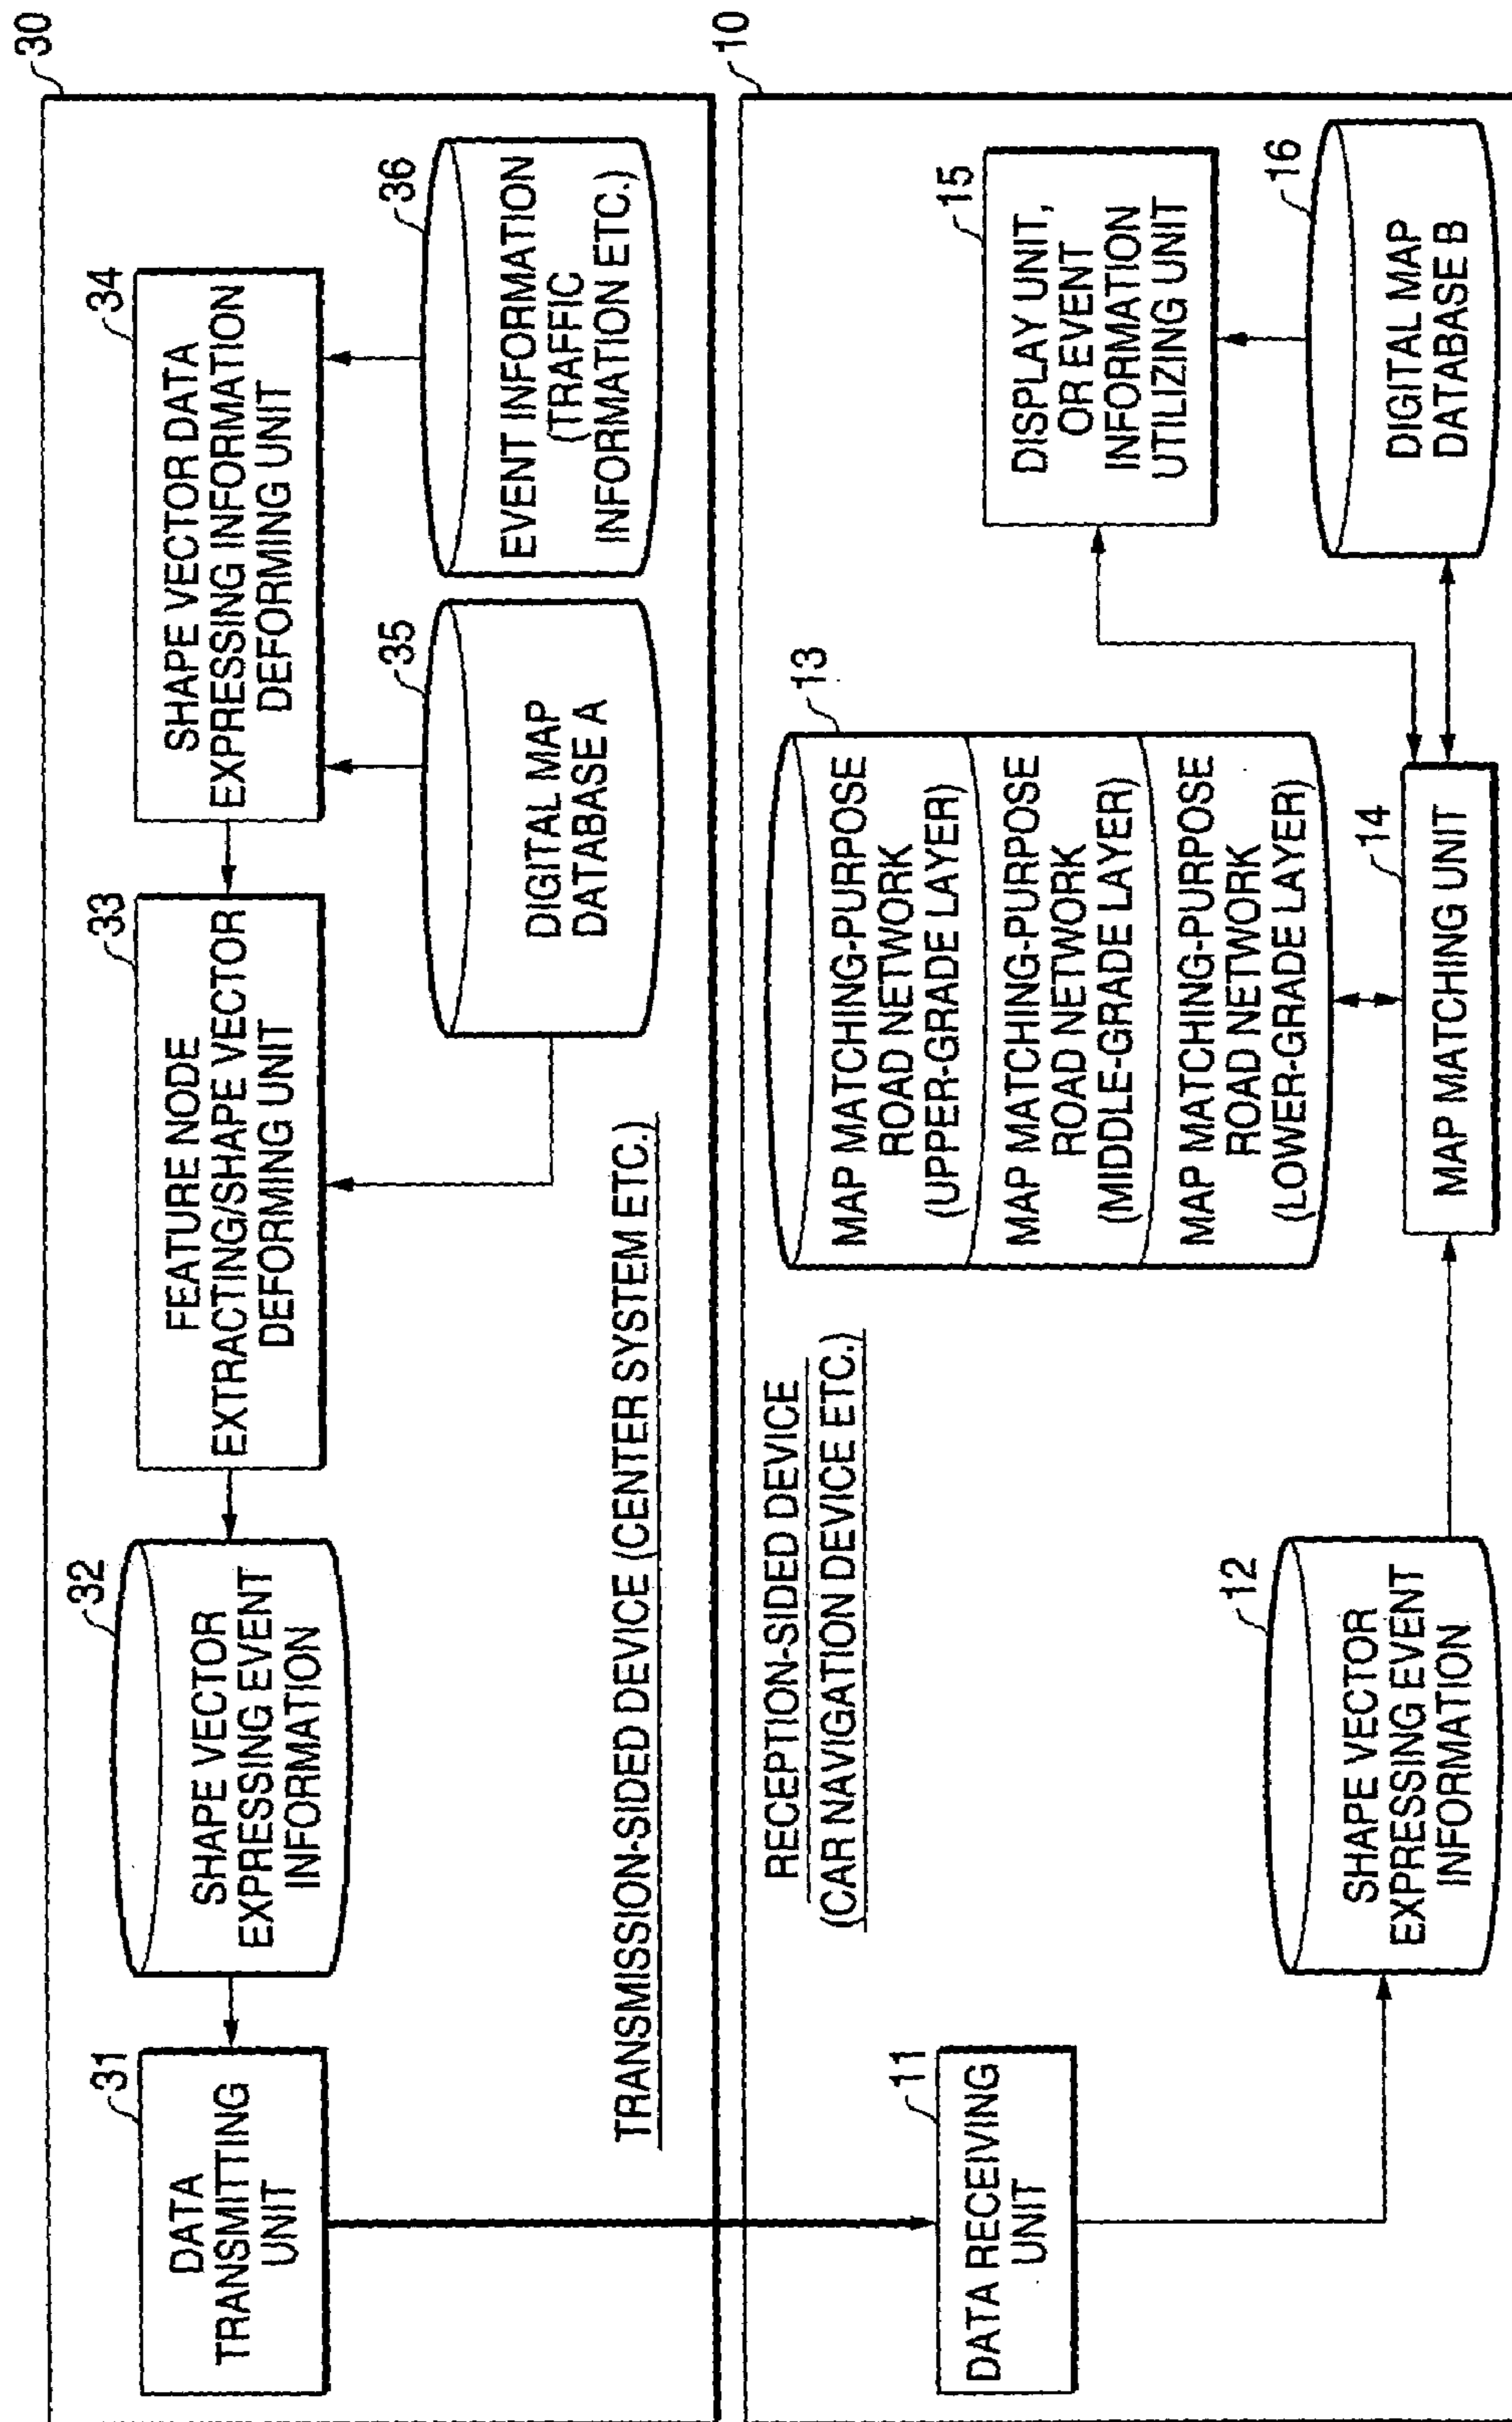 30
31
DATA
TRANSMITTING
UNIT
32
SHAPE VECTOR
EXPRESSING EVENT
INFORMATION
33
FEATURE NODE
EXTRACTING/SHAPE VECTOR
DEFORMING UNIT
34
SHAPE VECTOR DATA
EXPRESSING INFORMATION
DEFORMING UNIT
35
DIGITAL MAP
DATABASE A
36
EVENT INFORMATION
(TRAFFIC
INFORMATION ETC.)
TRANSMISSION-SIDED DEVICE (CENTER SYSTEM ETC.)
10
RECEPTION-SIDED DEVICE
(CAR NAVIGATION DEVICE ETC.)
11
DATA RECEIVING
UNIT
12
SHAPE VECTOR
EXPRESSING EVENT
INFORMATION
13
MAP MATCHING-PURPOSE
ROAD NETWORK
(UPPER-GRADE LAYER)
MAP MATCHING-PURPOSE
ROAD NETWORK
(MIDDLE-GRADE LAYER)
MAP MATCHING-PURPOSE
ROAD NETWORK
(LOWER-GRADE LAYER)
14
MAP MATCHING UNIT
15
DISPLAY UNIT,
OR EVENT
INFORMATION
UTILIZING UNIT
16
DIGITAL MAP
DATABASE B